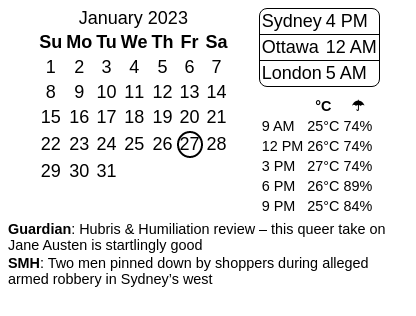 January 2023
Su Mo Tu We Th Fr Sa
1 2 3 4 5 6 7
8 9 10 11 12 13 14
15 16 17 18 19 20 21
22 23 24 25 26 27 28
29 30 31
Sydney 4 PM
Ottawa 12 AM
London 5 AM
°C ☂
9 AM 25°C 74%
12 PM 26°C 74%
3 PM 27°C 74%
6 PM 26°C 89%
9 PM 25°C 84%
Guardian: Hubris & Humiliation review – this queer take on
Jane Austen is startlingly good
SMH: Two men pinned down by shoppers during alleged
armed robbery in Sydney's west